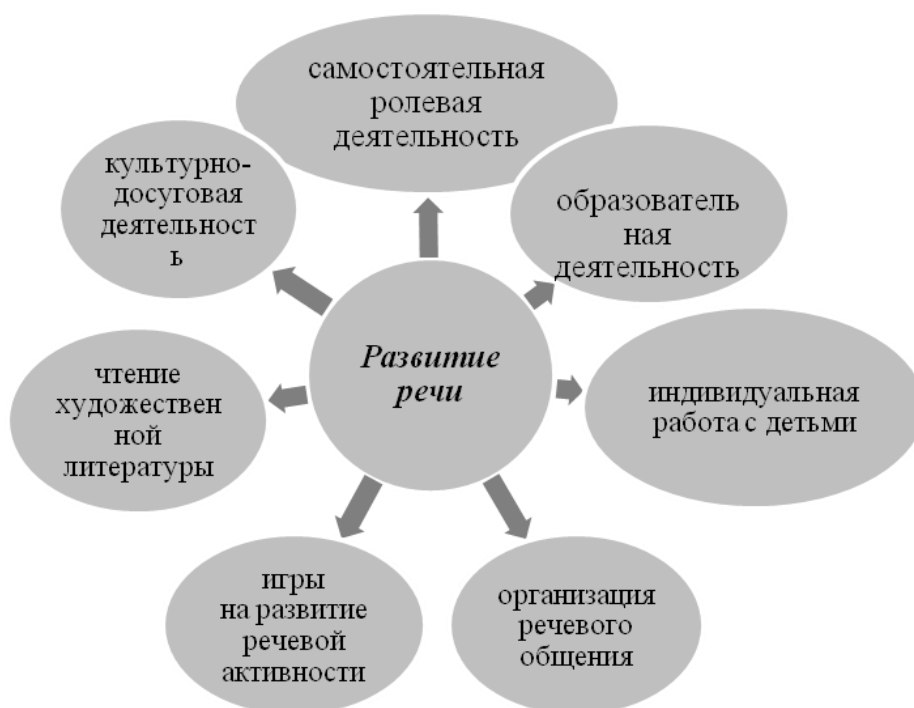 самостоятельная
ролевая
деятельность
культурно-
досуговая
деятельност
ь
образователь
ная
деятельность
Развитие
речи
индивидуальная
работа с детьми
чтение
художествен
ной
литературы
игры
на развитие
речевой
активности
организация
речевого
общения